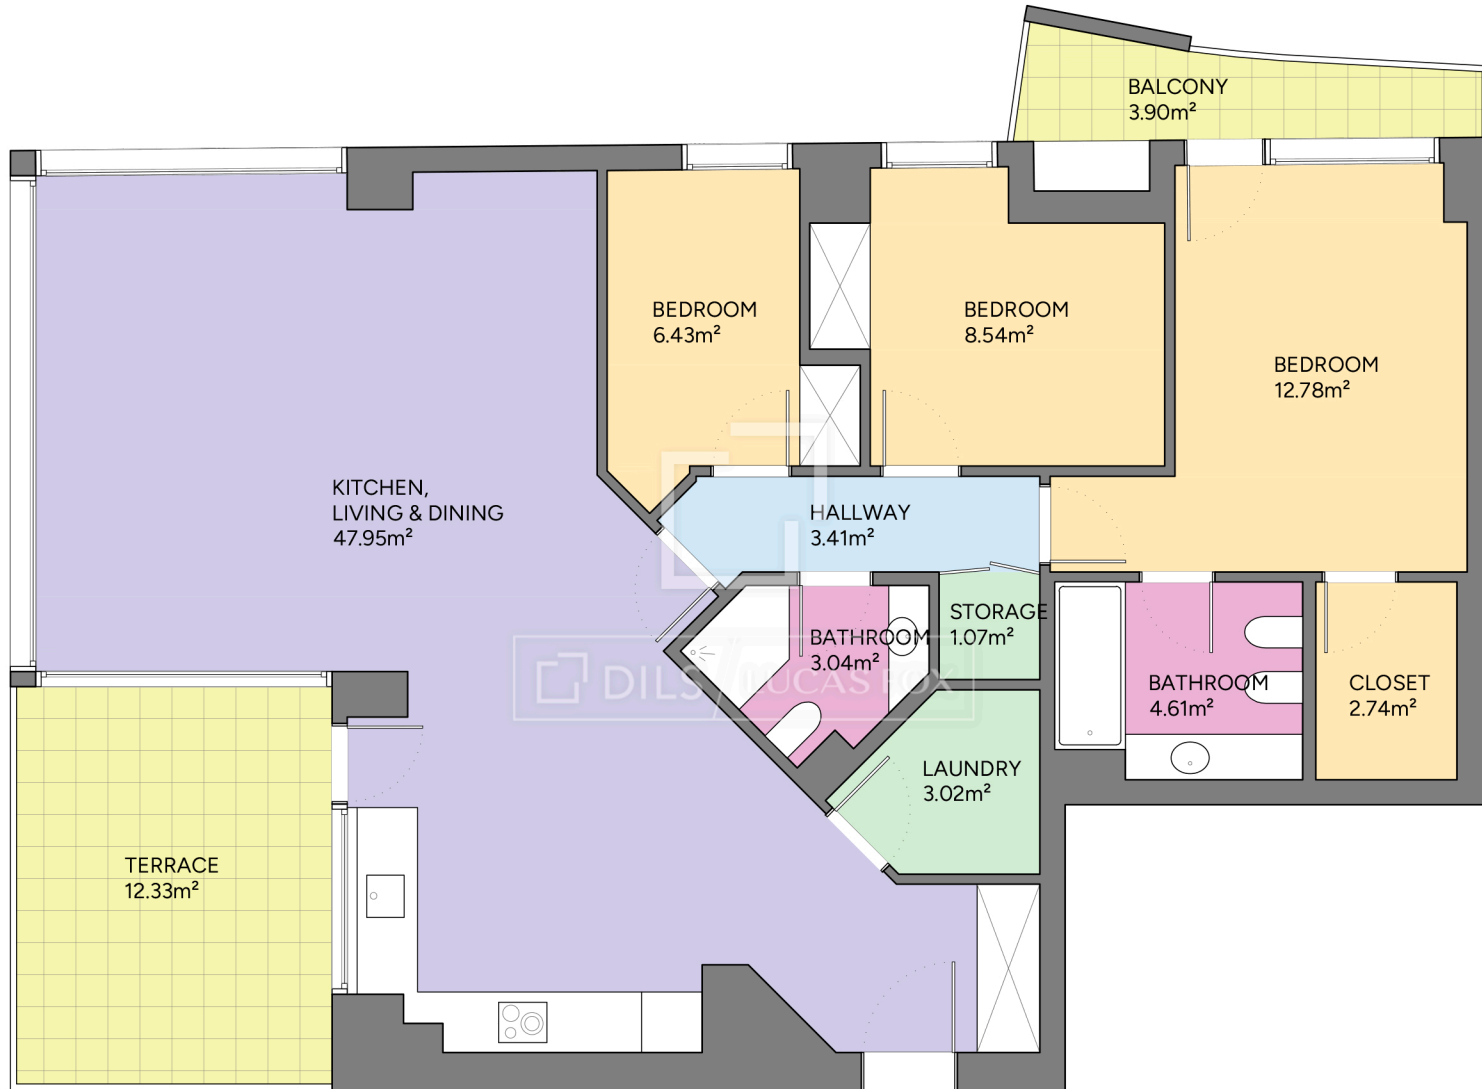 BALCONY
3.90m²
BEDROOM
6.43m²
BEDROOM
8.54m²
BEDROOM
12.78m²
KITCHEN,
LIVING & DINING
47.95m²
HALLWAY
3.41m²
STORAGE
1.07m²
BATHROOM
3.04m²
DILS/LUCAS FOX
BATHROOM
4.61m²
CLOSET
2.74m²
LAUNDRY
3.02m²
TERRACE
12.33m²